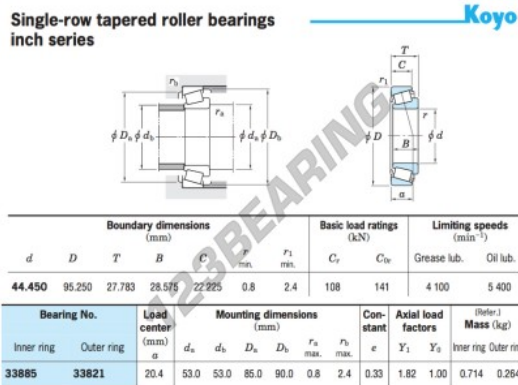 Single-row tapered roller bearings
inch series
Koyo
T
C
r1
r
φD
B
φd
a
rb
ra
φDa φdb
φda φDb
123BEARING
Boundary dimensions
(mm)
Basic load ratings
(kN)
Limiting speeds
(min⁻¹)
d D T B C r min. r1 min. Cr C0r Grease lub. Oil lub.
44.450 95.250 27.783 28.575 22.225 0.8 2.4 108 141 4 100 5 400
Bearing No.
Load center (mm) a
Mounting dimensions
(mm)
Constant e
Axial load factors
(Refer.)
Mass (kg)
Inner ring Outer ring da db Da Db ra max. rb max. Y1 Y0 Inner ring Outer rin
33885 33821 20.4 53.0 53.0 85.0 90.0 0.8 2.4 0.33 1.82 1.00 0.714 0.264